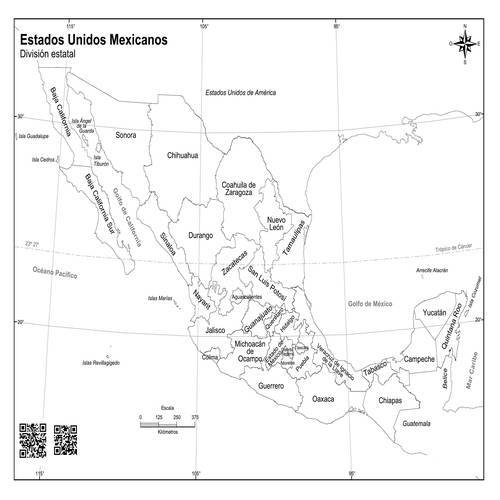 115°
105°
95°
N
O
E
S
Estados Unidos Mexicanos
División estatal
Estados Unidos de América
Baja California
30°
30°
Isla Ángel
de la
Guarda
Isla Guadalupe
Sonora
Chihuahua
Isla Cedros
Isla
Tiburón
Baja California Sur
Golfo de California
Coahuila de
Zaragoza
Nuevo
León
Tamaulipas
Sinaloa
Durango
23° 27'
Trópico de Cáncer
Zacatecas
San Luis Potosí
Océano Pacífico
Arrecife Alacrán
Isla Cozumel
Islas Marías
Nayarit
Aguascalientes
Golfo de México
Yucatán
Quintana Roo
20°
20°
Jalisco
Guanajuato
Querétaro
Hidalgo
Colima
Michoacán
de
Ocampo
Estado de
México
Tlaxcala
Morelos
Puebla
Veracruz de Ignacio
de la Llave
Tabasco
Campeche
Belice
Mar Caribe
Islas Revillagigedo
Guerrero
Oaxaca
Chiapas
Guatemala
Escala
0
125
250
375
Kilómetros
115°
105°
95°